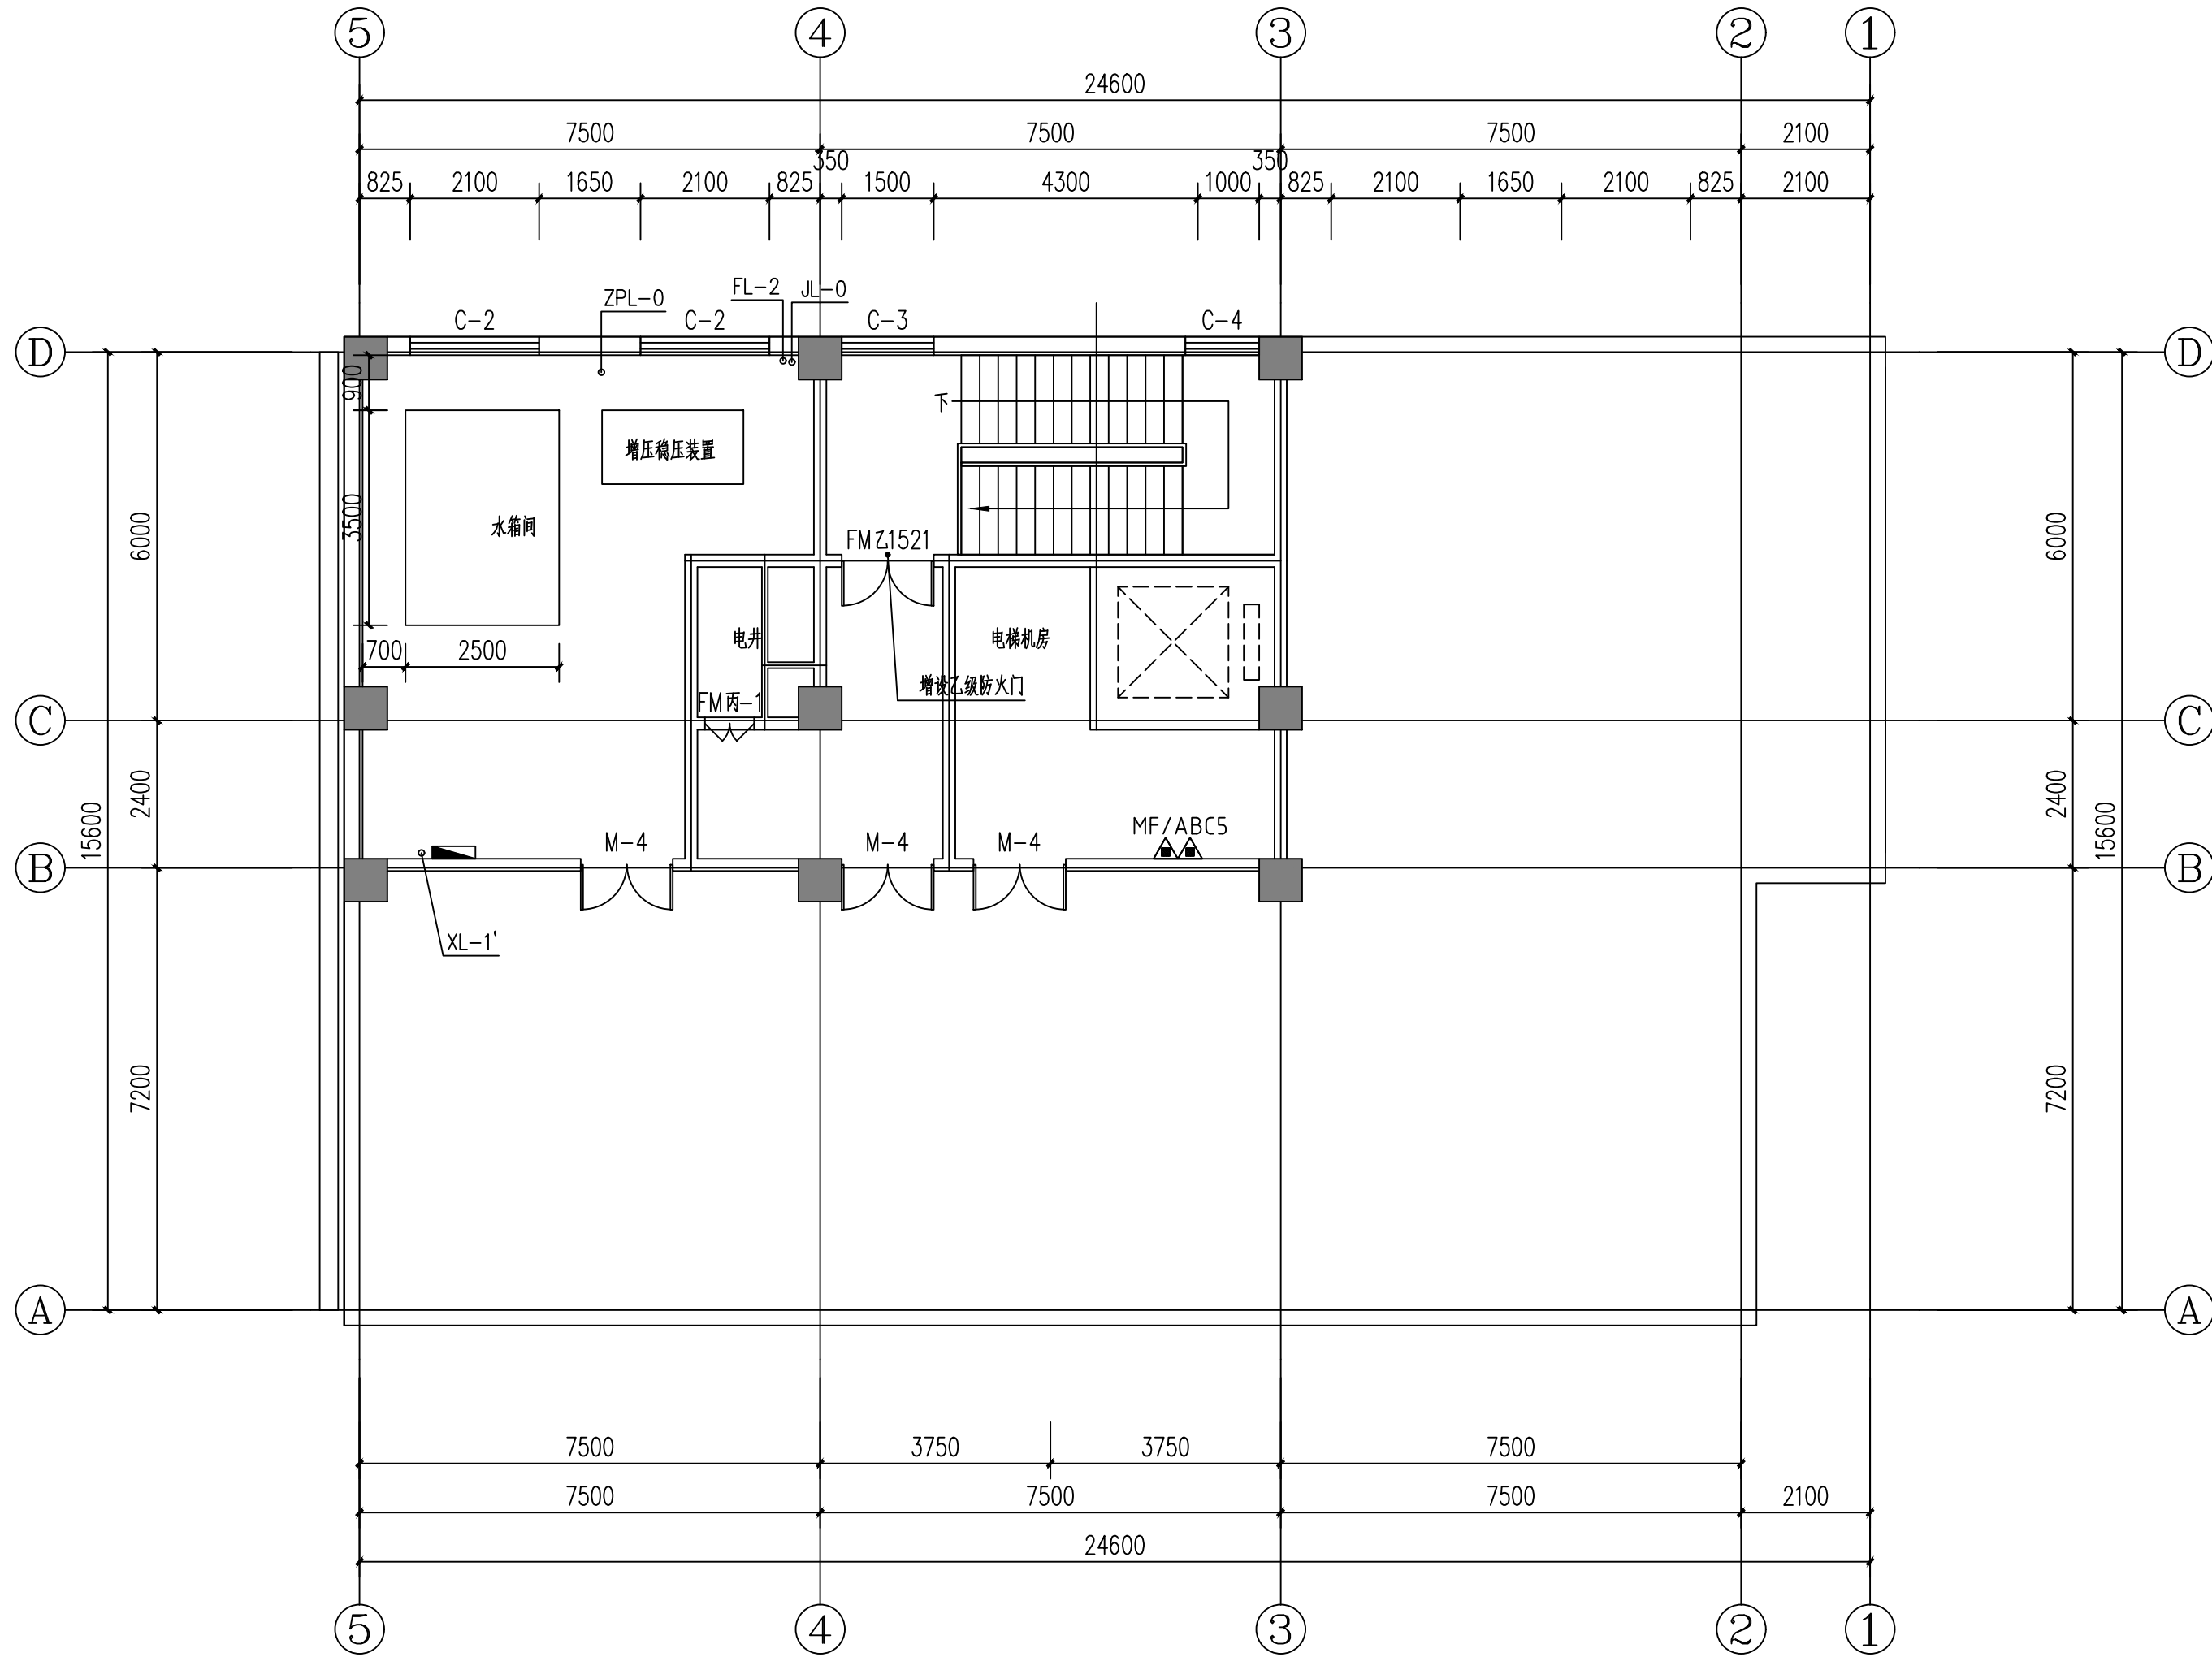 5 4 3 2 1
24600
7500 7500 7500 2100
350 350
825 2100 1650 2100 825 1500 4300 1000 825 2100 1650 2100 825 2100
FL-2 JL-0
ZPL-0
C-2 C-2 C-3 C-4
D D
900
下
增压稳压装置
3500
水箱间
6000 6000
FM乙1521
电井 电梯机房
700 2500
增设乙级防火门
FM丙-1
C C
2400 2400
15600 15600
MF/ABC5
M-4 M-4 M-4
B B
XL-1'
7200 7200
A A
7500 3750 3750 7500
7500 7500 7500 2100
24600
5 4 3 2 1